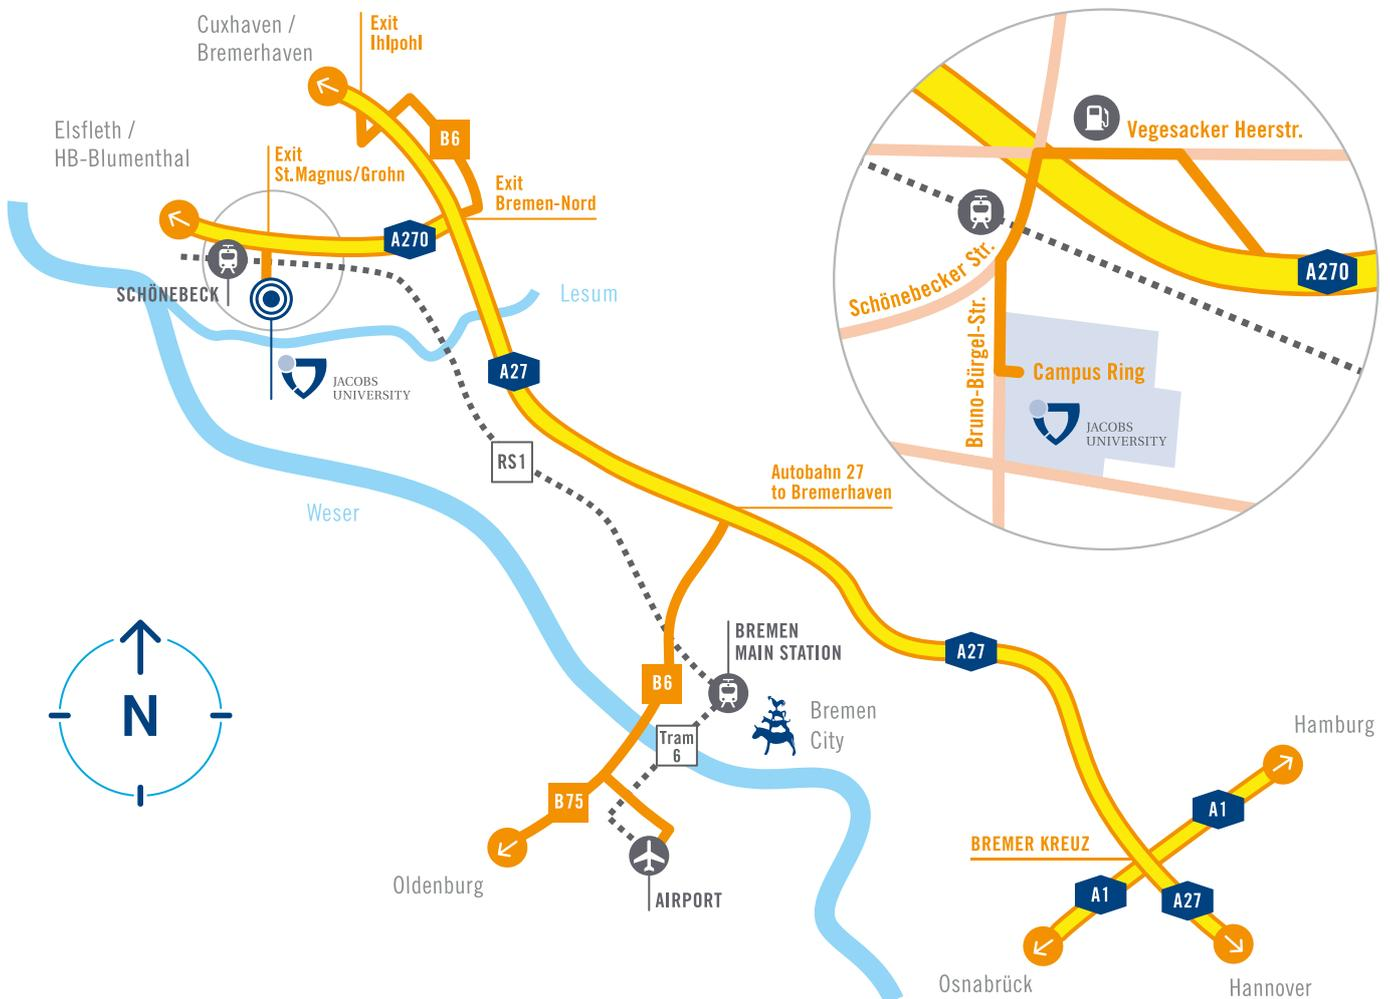 Cuxhaven /
Bremerhaven
Exit
Ihlpohl
Elsfleth /
HB-Blumenthal
Exit
St.Magnus/Grohn
B6
Exit
Bremen-Nord
A270
SCHÖNEBECK
Lesum
A27
JACOBS
UNIVERSITY
RS1
Weser
Autobahn 27
to Bremerhaven
Vegesacker Heerstr.
A270
Schönebecker Str.
Bruno-Bürgel-Str.
Campus Ring
JACOBS
UNIVERSITY
N
BREMEN
MAIN STATION
A27
B6
Bremen
City
Tram
6
B75
Oldenburg
AIRPORT
Hamburg
A1
BREMER KREUZ
A1
A27
Osnabrück
Hannover